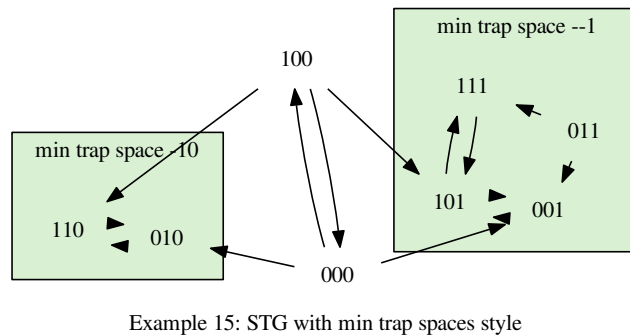 min trap space --1
100
111
011
min trap space -10
101
001
110
010
000
Example 15: STG with min trap spaces style